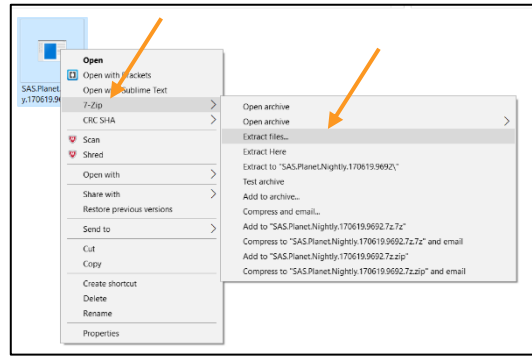 SAS.Planet.
y.170619.9
Open
Open with Brackets
Open with Sublime Text
7-Zip
CRC SHA
Scan
Shred
Open with
Share with
Restore previous versions
Send to
Cut
Copy
Create shortcut
Delete
Rename
Properties
Open archive
Open archive
Extract files...
Extract Here
Extract to "SAS.Planet.Nightly.170619.9692\"
Test archive
Add to archive...
Compress and email...
Add to "SAS.Planet.Nightly.170619.9692.7z.7z"
Compress to "SAS.Planet.Nightly.170619.9692.7z.7z" and email
Add to "SAS.Planet.Nightly.170619.9692.7z.zip"
Compress to "SAS.Planet.Nightly.170619.9692.7z.zip" and email